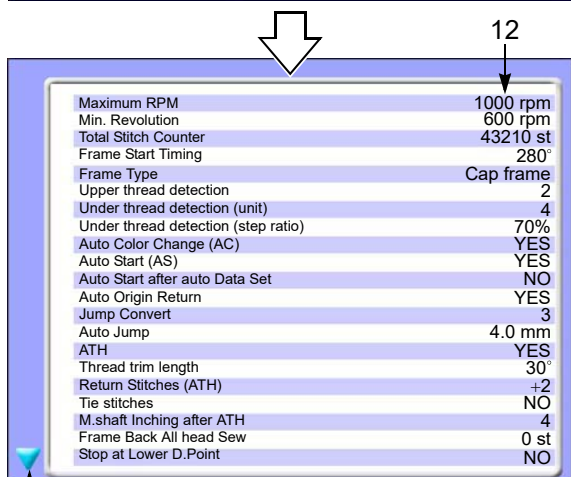 12
Maximum RPM 1000 rpm
Min. Revolution 600 rpm
Total Stitch Counter 43210 st
Frame Start Timing 280°
Frame Type Cap frame
Upper thread detection 2
Under thread detection (unit) 4
Under thread detection (step ratio) 70%
Auto Color Change (AC) YES
Auto Start (AS) YES
Auto Start after auto Data Set NO
Auto Origin Return YES
Jump Convert 3
Auto Jump 4.0 mm
ATH YES
Thread trim length 30°
Return Stitches (ATH) +2
Tie stitches NO
M.shaft Inching after ATH 4
Frame Back All head Sew 0 st
Stop at Lower D.Point NO